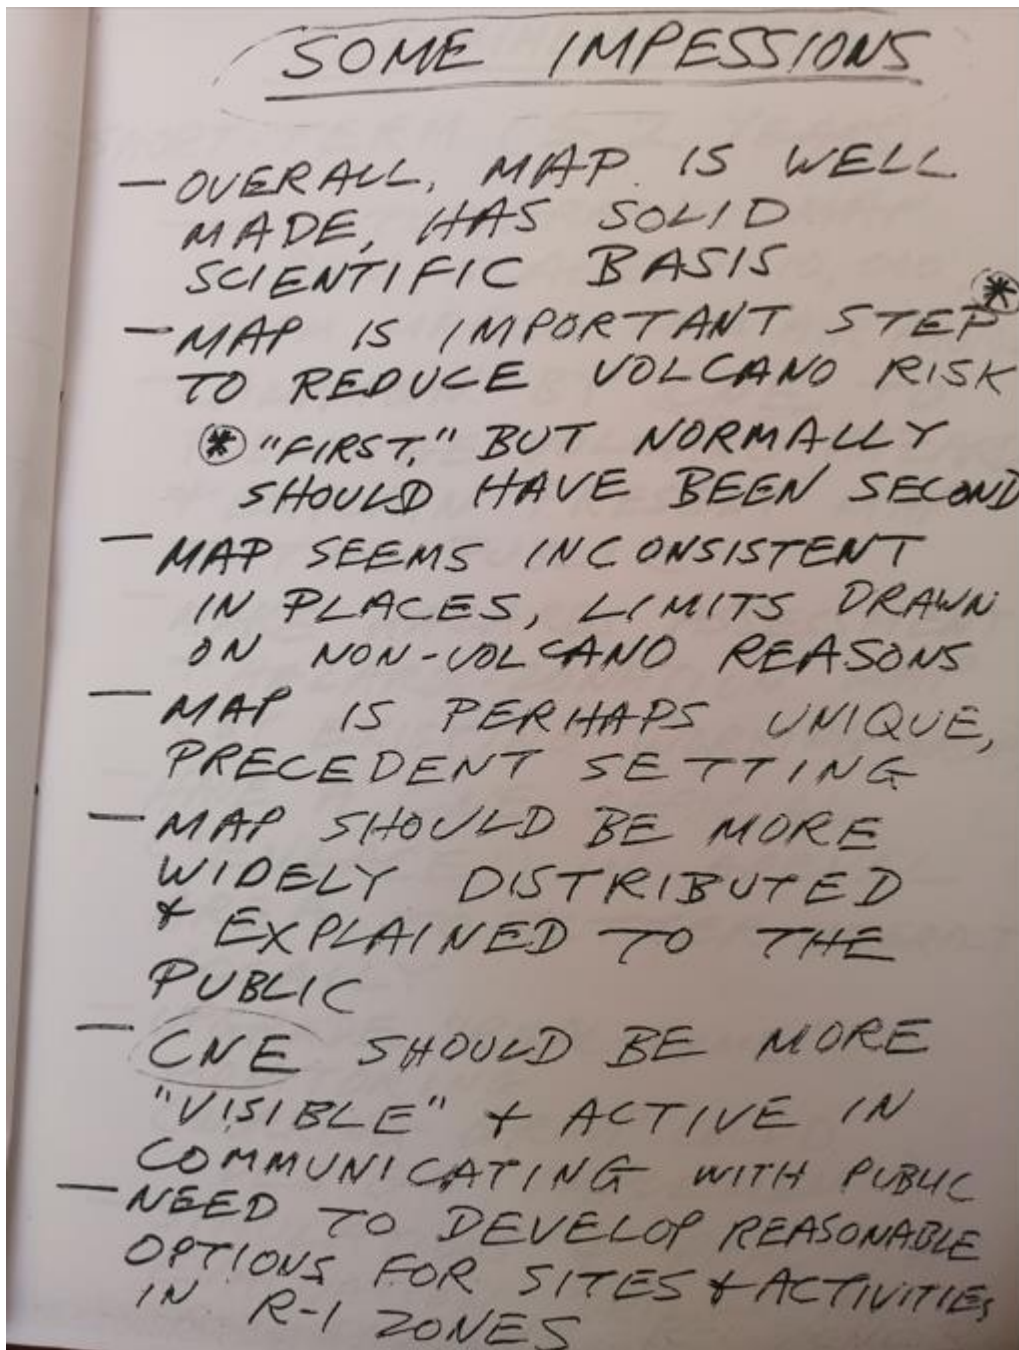 SOME IMPESSIONS
— OVERALL, MAP IS WELL
MADE, HAS SOLID
SCIENTIFIC BASIS
— MAP IS IMPORTANT STEP *
TO REDUCE VOLCANO RISK
* "FIRST," BUT NORMALLY
SHOULD HAVE BEEN SECOND
— MAP SEEMS INCONSISTENT
IN PLACES, LIMITS DRAWN
ON NON-VOLCANO REASONS
— MAP IS PERHAPS UNIQUE,
PRECEDENT SETTING
— MAP SHOULD BE MORE
WIDELY DISTRIBUTED
& EXPLAINED TO THE
PUBLIC
— CNE SHOULD BE MORE
"VISIBLE" & ACTIVE IN
COMMUNICATING WITH PUBLIC
— NEED TO DEVELOP REASONABLE
OPTIONS FOR SITES & ACTIVITIES
IN R-1 ZONES